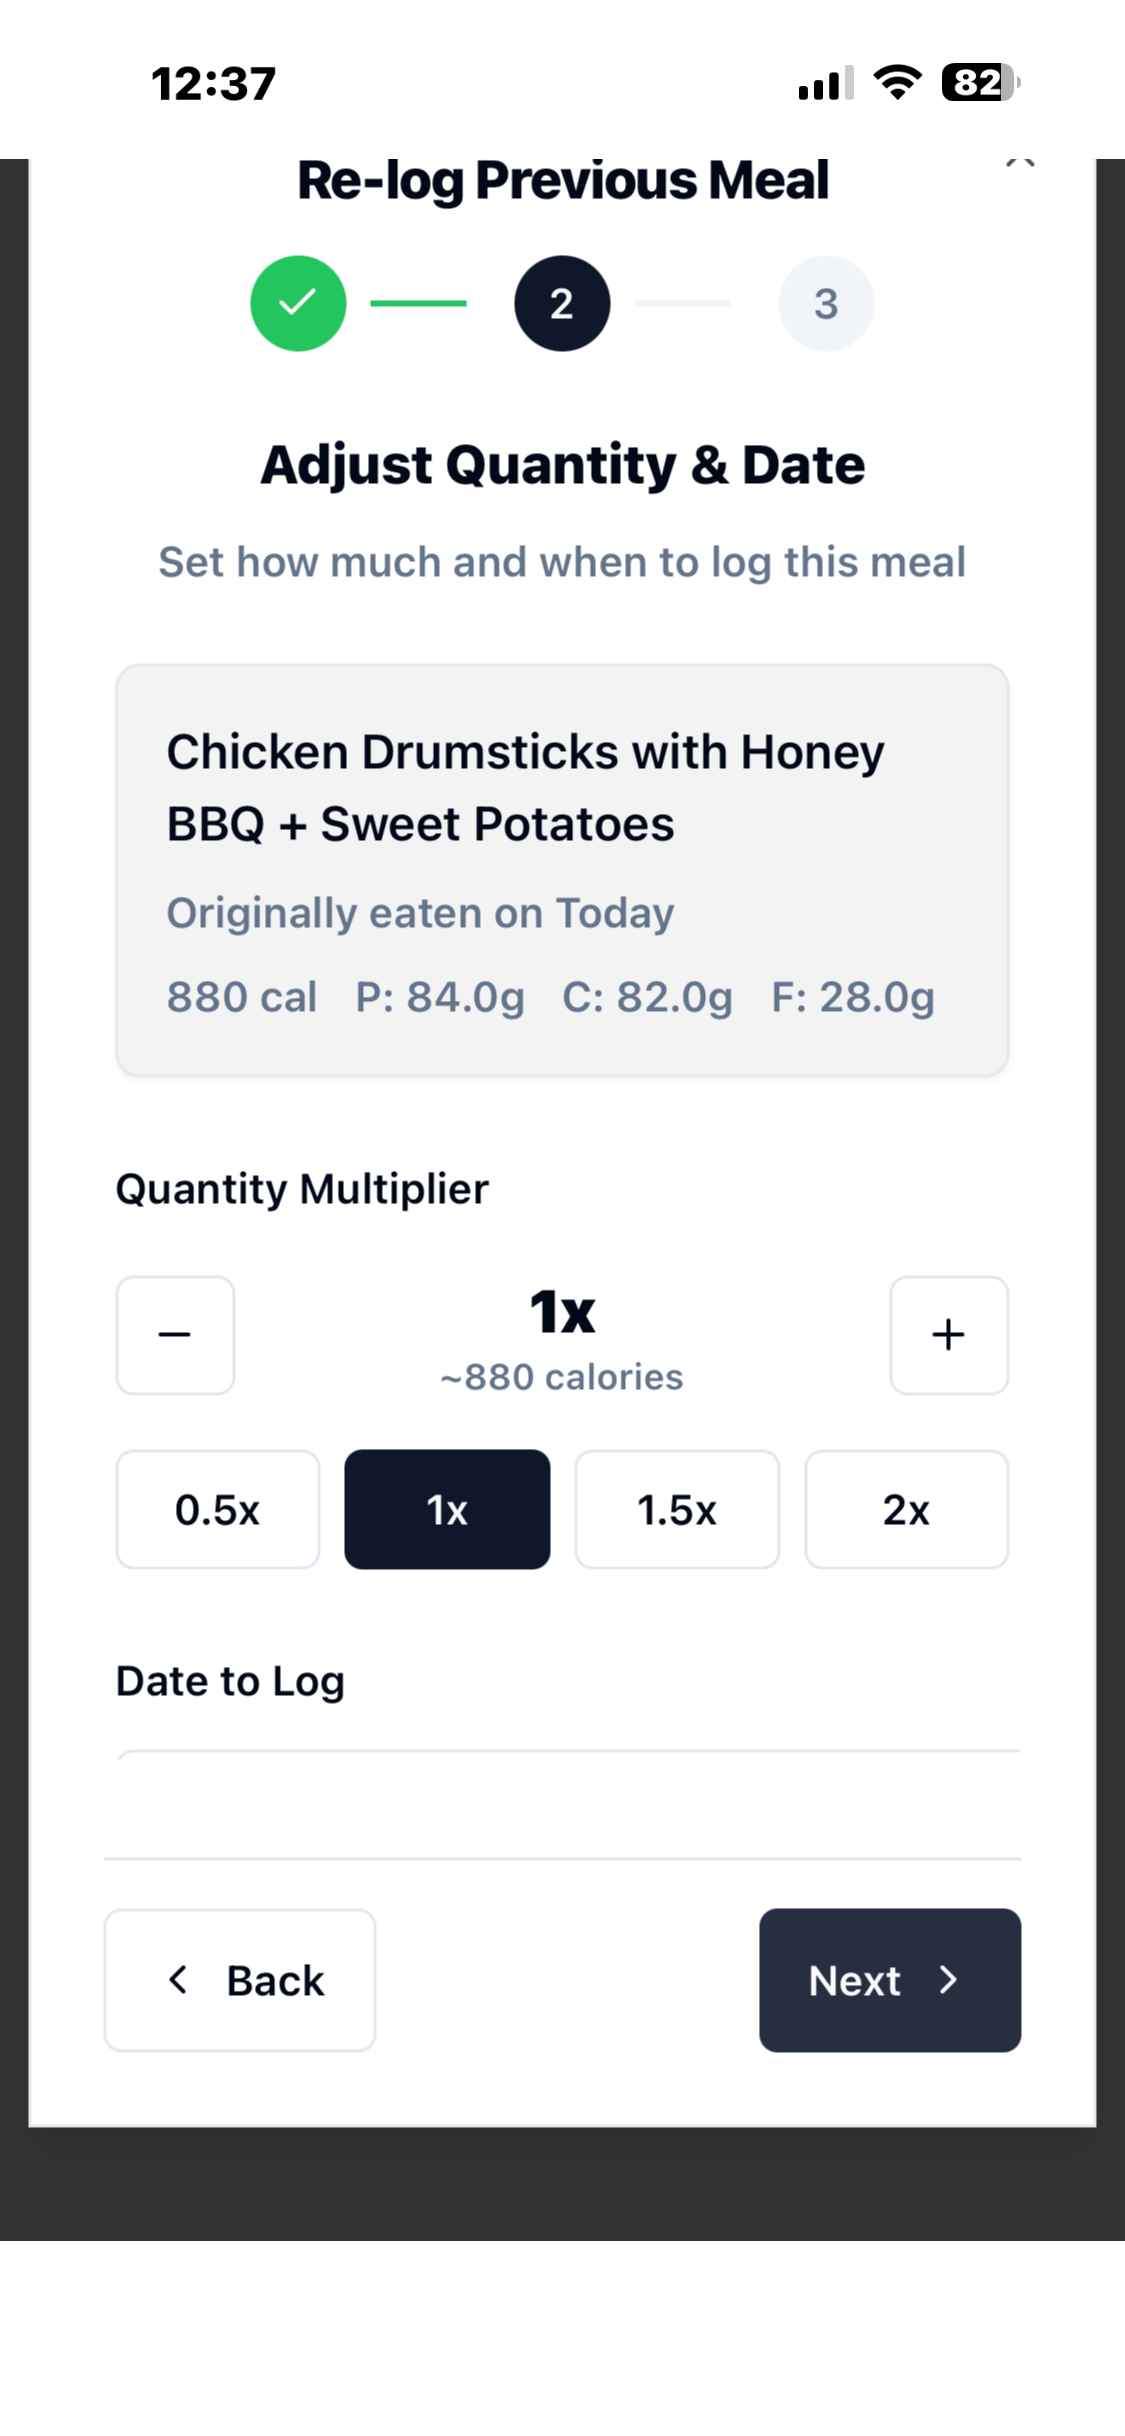 12:37
82
Re-log Previous Meal
2
3
Adjust Quantity & Date
Set how much and when to log this meal
Chicken Drumsticks with Honey
BBQ + Sweet Potatoes
Originally eaten on Today
880 cal P: 84.0g C: 82.0g F: 28.0g
Quantity Multiplier
−
1x
+
~880 calories
0.5x 1x 1.5x 2x
Date to Log
Back
Next